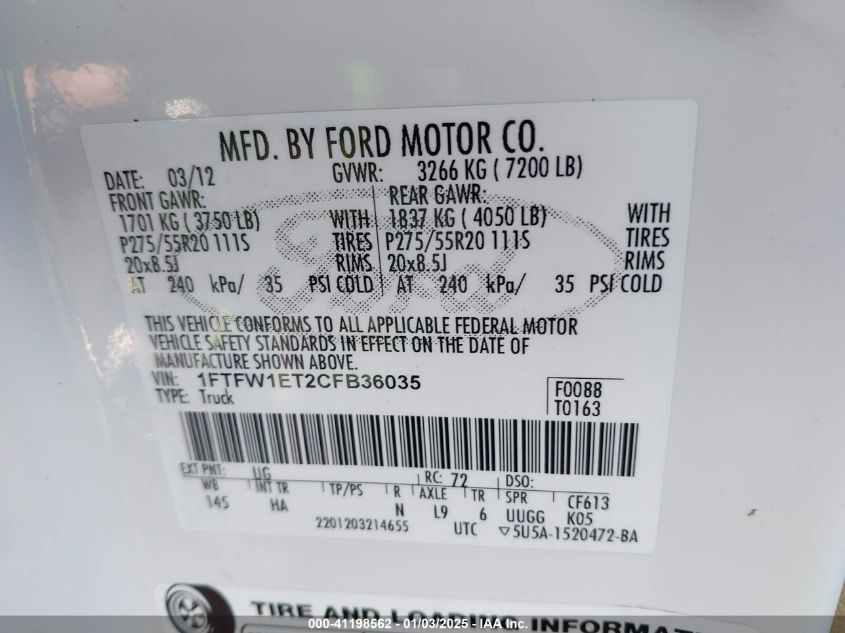 MFD. BY FORD MOTOR CO.
DATE: 03/12 GVWR: 3266 KG ( 7200 LB)
FRONT GAWR: REAR GAWR:
1701 KG ( 3750 LB) WITH 1837 KG ( 4050 LB) WITH
P275/55R20 111S TIRES P275/55R20 111S TIRES
20x8.5J RIMS 20x8.5J RIMS
AT 240 kPa/ 35 PSI COLD AT 240 kPa/ 35 PSI COLD
Ford
THIS VEHICLE CONFORMS TO ALL APPLICABLE FEDERAL MOTOR
VEHICLE SAFETY STANDARDS IN EFFECT ON THE DATE OF
MANUFACTURE SHOWN ABOVE.
VIN: 1FTFW1ET2CFB36035 F0088
TYPE: Truck T0163
EXT PNT: UG RC: 72 DSO:
WB INT TR TP/PS R AXLE TR SPR CF613
145 HA N L9 6 UUGG K05
2201203214655 UTC ▽5U5A-1520472-BA
TIRE AND LOADING INFORMAT
000-41198562 - 01/03/2025 - IAAI Inc.